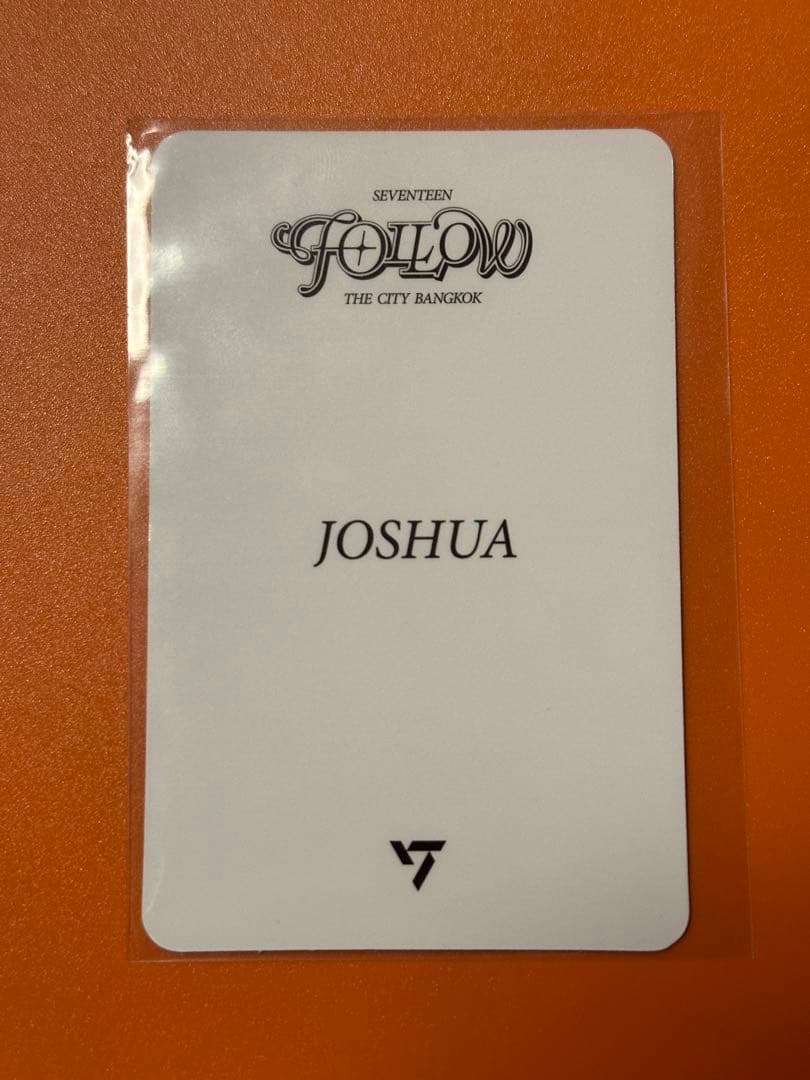 SEVENTEEN
FOLLOW
THE CITY BANGKOK
JOSHUA